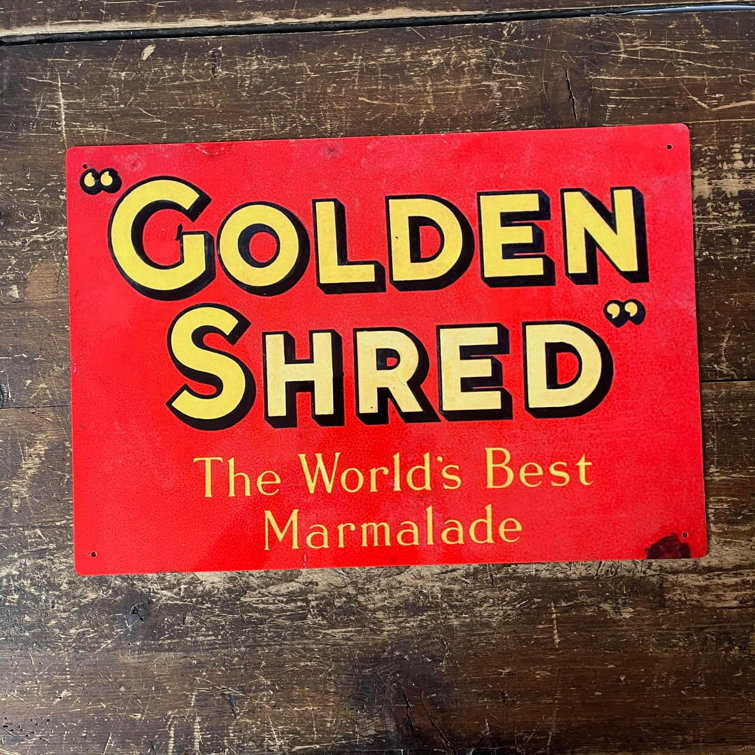 “GOLDEN
SHRED”
The World's Best
Marmalade